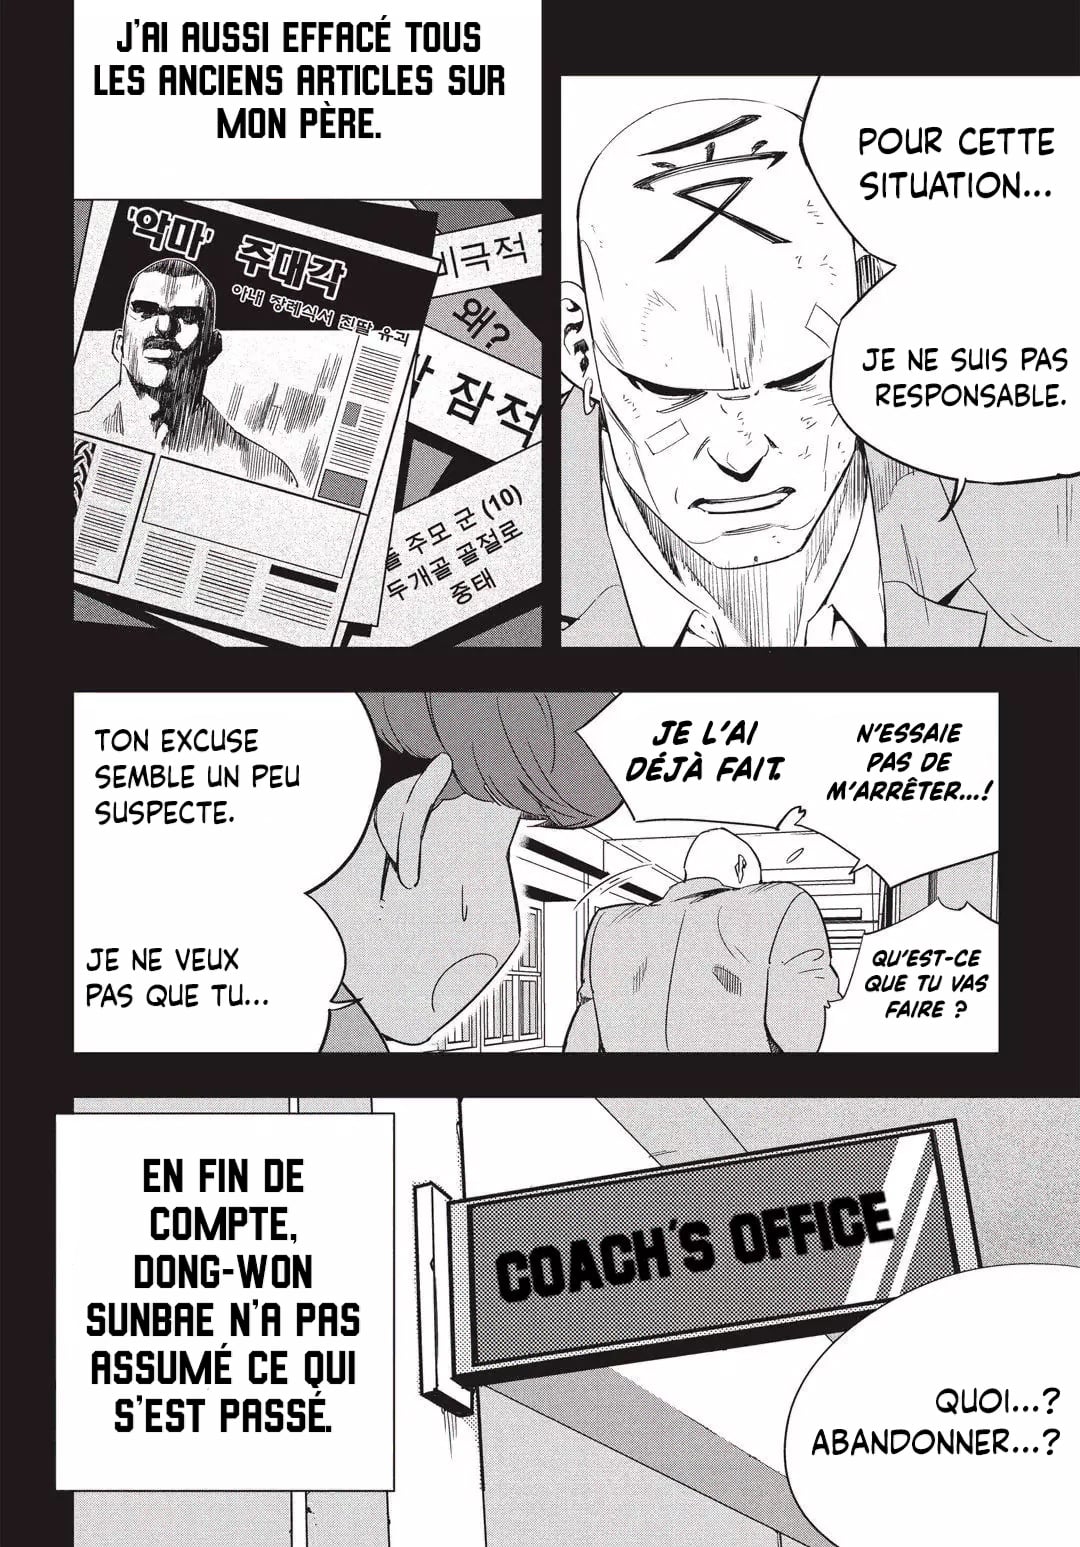 J'AI AUSSI EFFACÉ TOUS
LES ANCIENS ARTICLES SUR
MON PÈRE.
'악마' 주대각
아내 장례식서 친딸 유괴
비극적
왜?
잠적
주모 군 (10)
두개골 골절로
중태
爱
POUR CETTE
SITUATION...
JE NE SUIS PAS
RESPONSABLE.
TON EXCUSE
SEMBLE UN PEU
SUSPECTE.
JE NE VEUX
PAS QUE TU...
JE L'AI
DÉJÀ FAIT.
N'ESSAIE
PAS DE
M'ARRÊTER...!
QU'EST-CE
QUE TU VAS
FAIRE ?
EN FIN DE
COMPTE,
DONG-WON
SUNBAE N'A PAS
ASSUMÉ CE QUI
S'EST PASSÉ.
COACH'S OFFICE
QUOI...?
ABANDONNER...?